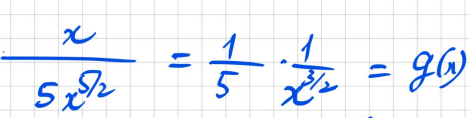 x / 5x^{5/2} = 1/5 · 1/x^{3/2} = g(x)